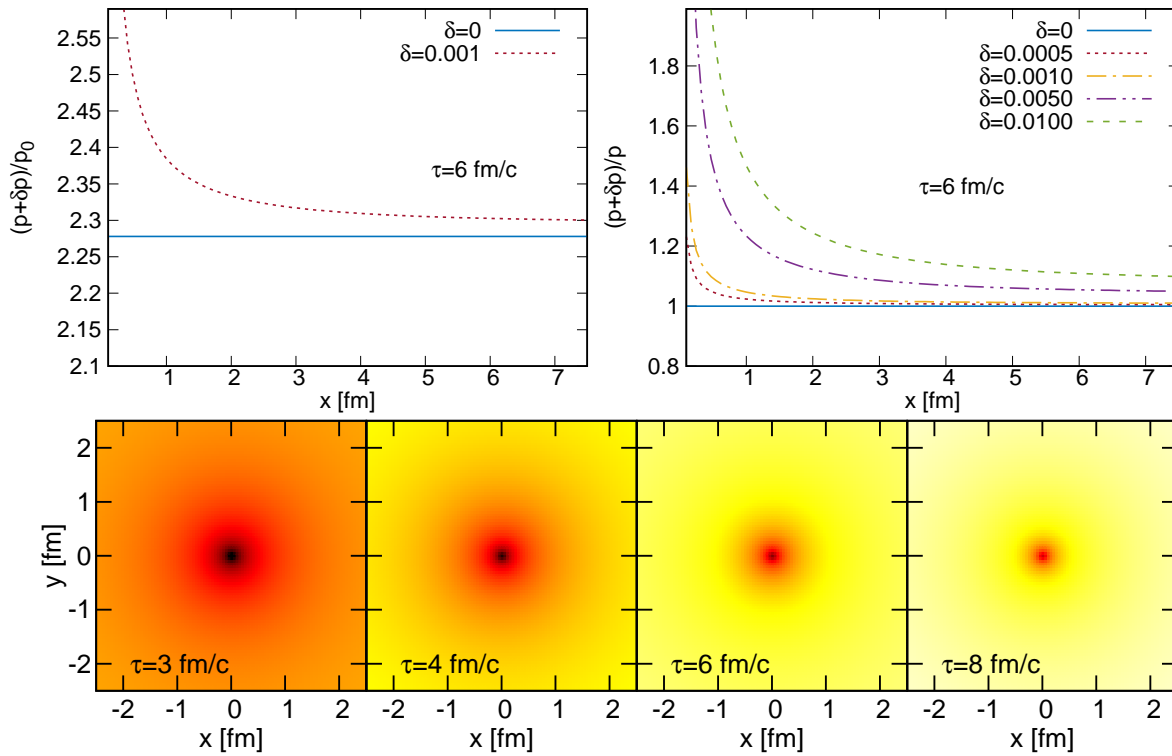 (p+δp)/p₀
2.55
2.5
2.45
2.4
2.35
2.3
2.25
2.2
2.15
2.1
δ=0
δ=0.001
τ=6 fm/c
1 2 3 4 5 6 7
x [fm]
(p+δp)/p
1.8
1.6
1.4
1.2
1
0.8
δ=0
δ=0.0005
δ=0.0010
δ=0.0050
δ=0.0100
τ=6 fm/c
1 2 3 4 5 6 7
x [fm]
y [fm]
2
1
0
-1
-2
τ=3 fm/c
τ=4 fm/c
τ=6 fm/c
τ=8 fm/c
-2 -1 0 1 2
-2 -1 0 1 2
-2 -1 0 1 2
-2 -1 0 1 2
x [fm]
x [fm]
x [fm]
x [fm]